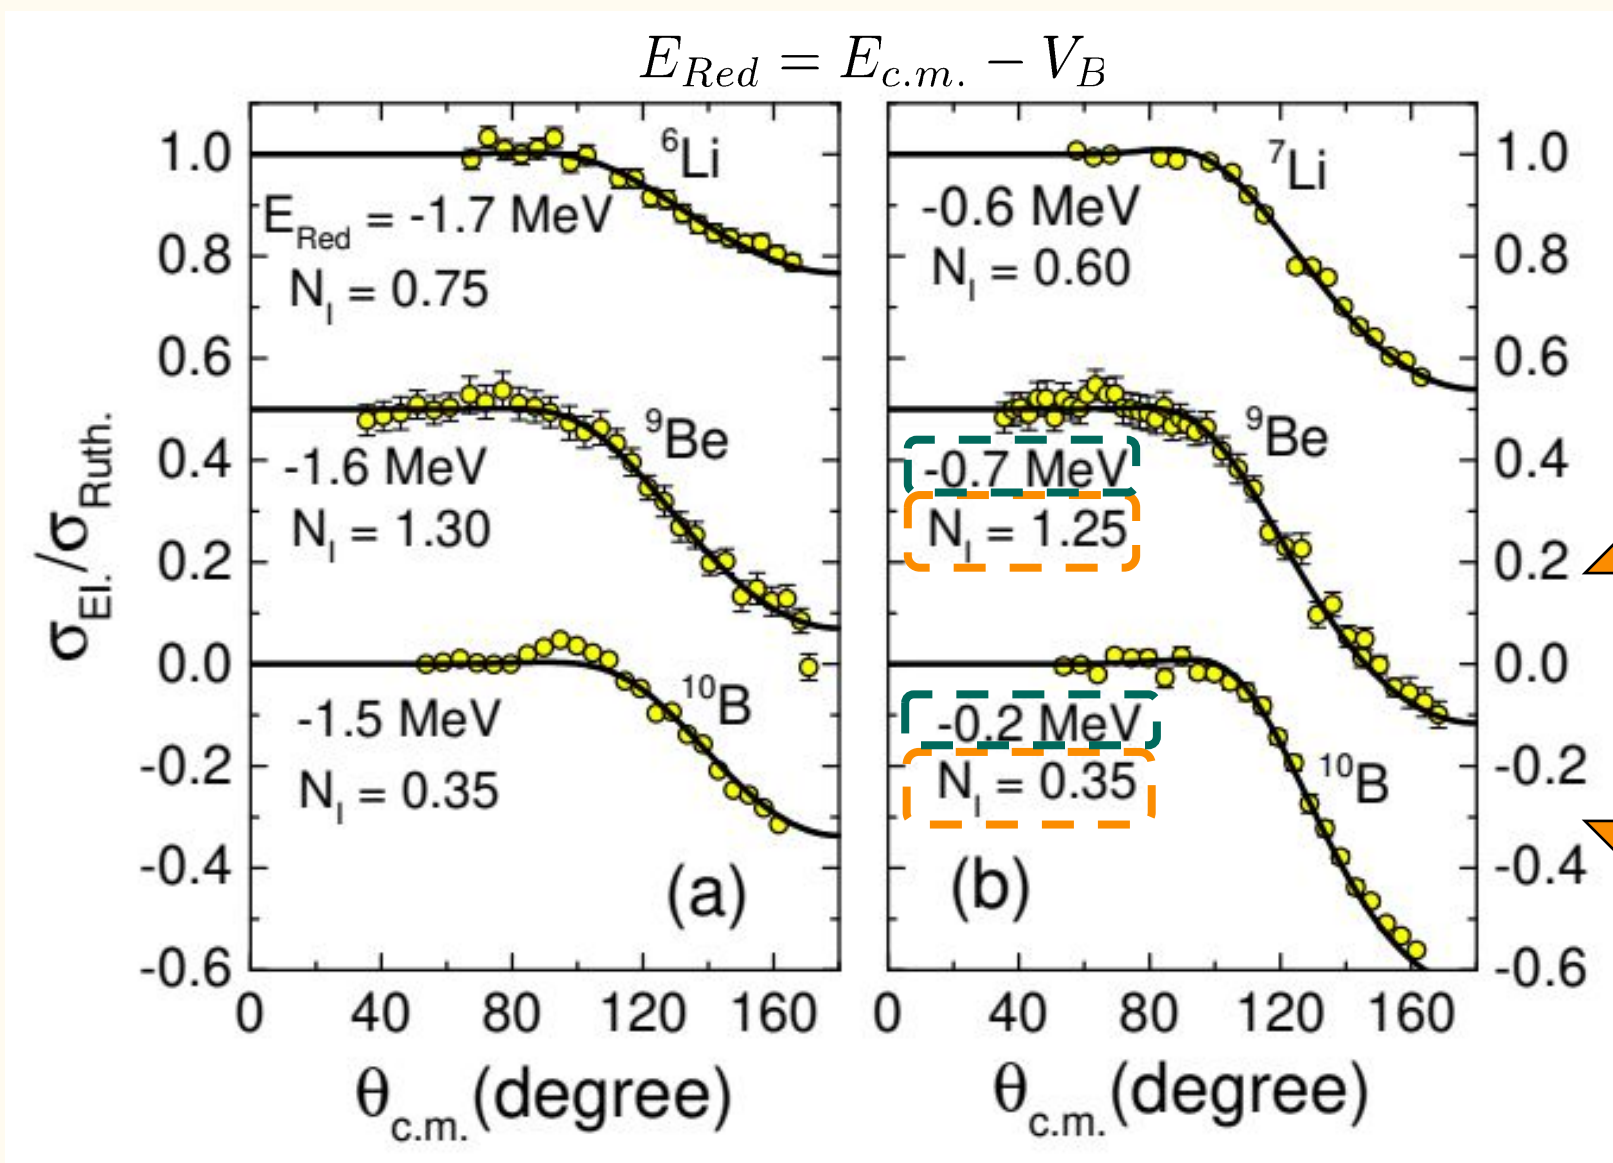 E_Red = E_c.m. − V_B
σ_El./σ_Ruth.
1.0
0.8
0.6
0.4
0.2
0.0
-0.2
-0.4
-0.6
⁶Li
E_Red = -1.7 MeV
N_I = 0.75
⁹Be
-1.6 MeV
N_I = 1.30
¹⁰B
-1.5 MeV
N_I = 0.35
(a)
0 40 80 120 160
θ_c.m. (degree)
⁷Li
-0.6 MeV
N_I = 0.60
⁹Be
-0.7 MeV
N_I = 1.25
-0.2 MeV
¹⁰B
N_I = 0.35
(b)
1.0
0.8
0.6
0.4
0.2
0.0
-0.2
-0.4
-0.6
0 40 80 120 160
θ_c.m. (degree)